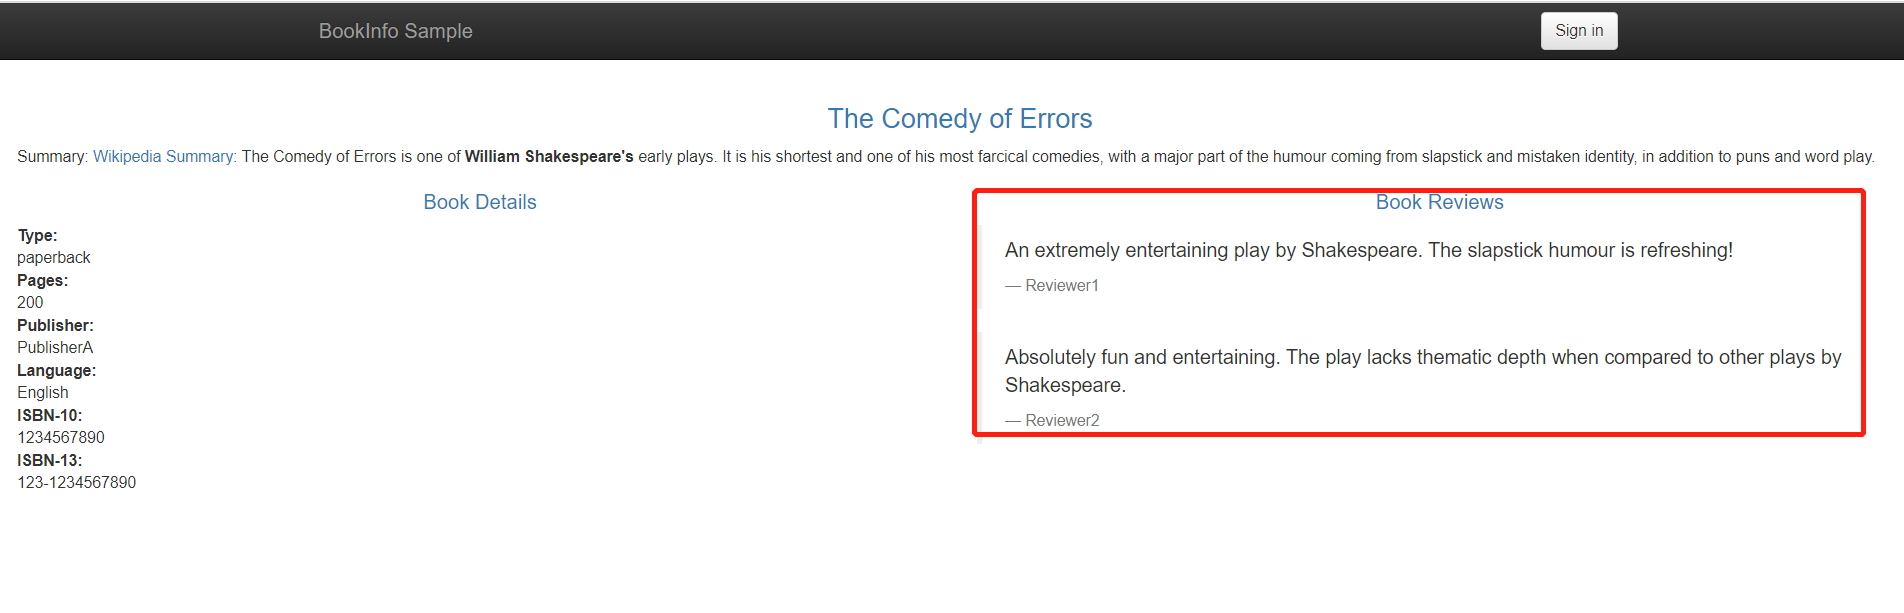 BookInfo Sample
Sign in
The Comedy of Errors
Summary: Wikipedia Summary: The Comedy of Errors is one of William Shakespeare's early plays. It is his shortest and one of his most farcical comedies, with a major part of the humour coming from slapstick and mistaken identity, in addition to puns and word play.
Book Details
Type:
paperback
Pages:
200
Publisher:
PublisherA
Language:
English
ISBN-10:
1234567890
ISBN-13:
123-1234567890
Book Reviews
An extremely entertaining play by Shakespeare. The slapstick humour is refreshing!
— Reviewer1
Absolutely fun and entertaining. The play lacks thematic depth when compared to other plays by
Shakespeare.
— Reviewer2